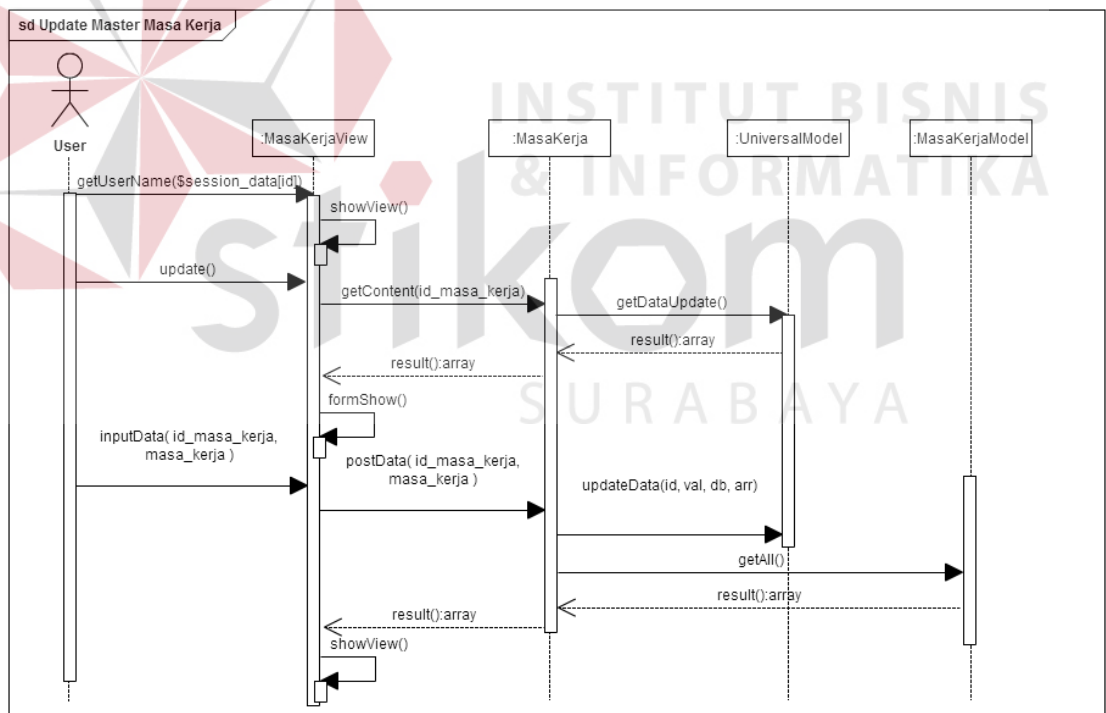 sd Update Master Masa Kerja
INSTITUT BISNIS
& INFORMATIKA
stikom
SURABAYA
User
:MasaKerjaView
:MasaKerja
:UniversalModel
:MasaKerjaModel
getUserName($session_data[id])
showView()
update()
getContent(id_masa_kerja)
getDataUpdate()
result():array
result():array
formShow()
inputData( id_masa_kerja,
masa_kerja )
postData( id_masa_kerja,
masa_kerja )
updateData(id, val, db, arr)
getAll()
result():array
result():array
showView()